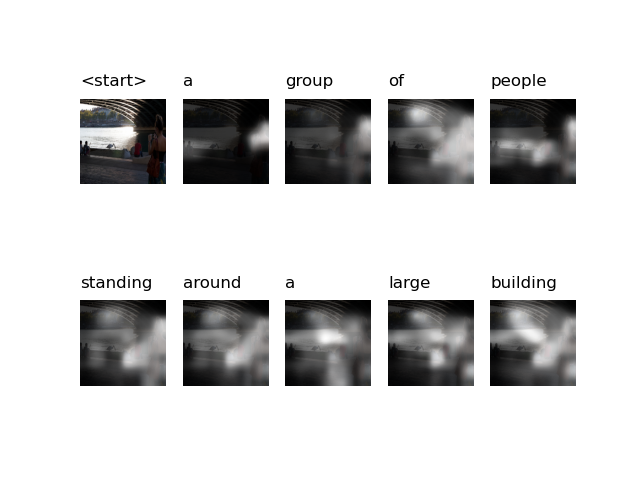 <start> a group of people
standing around a large building